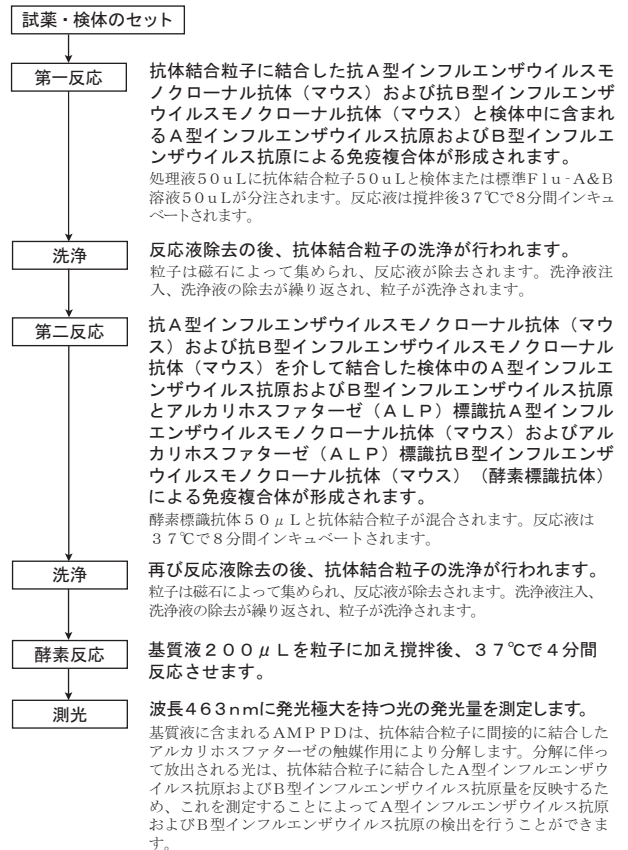 試薬・検体のセット
第一反応
抗体結合粒子に結合した抗A型インフルエンザウイルスモ
ノクローナル抗体(マウス)および抗B型インフルエンザ
ウイルスモノクローナル抗体(マウス)と検体中に含まれ
るA型インフルエンザウイルス抗原およびB型インフルエ
ンザウイルス抗原による免疫複合体が形成されます。
処理液50uLに抗体結合粒子50uLと検体または標準Flu-A&B
溶液50uLが分注されます。反応液は撹拌後37℃で8分間インキュ
ベートされます。
洗浄
反応液除去の後、抗体結合粒子の洗浄が行われます。
粒子は磁石によって集められ、反応液が除去されます。洗浄液注
入、洗浄液の除去が繰り返され、粒子が洗浄されます。
第二反応
抗A型インフルエンザウイルスモノクローナル抗体(マウ
ス)および抗B型インフルエンザウイルスモノクローナル
抗体(マウス)を介して結合した検体中のA型インフルエ
ンザウイルス抗原およびB型インフルエンザウイルス抗原
とアルカリホスファターゼ(ALP)標識抗A型インフル
エンザウイルスモノクローナル抗体(マウス)およびアル
カリホスファターゼ(ALP)標識抗B型インフルエンザ
ウイルスモノクローナル抗体(マウス)(酵素標識抗体)
による免疫複合体が形成されます。
酵素標識抗体50μLと抗体結合粒子が混合されます。反応液は
37℃で8分間インキュベートされます。
洗浄
再び反応液除去の後、抗体結合粒子の洗浄が行われます。
粒子は磁石によって集められ、反応液が除去されます。洗浄液注入、
洗浄液の除去が繰り返され、粒子が洗浄されます。
酵素反応
基質液200μLを粒子に加え撹拌後、37℃で4分間
反応させます。
測光
波長463nmに発光極大を持つ光の発光量を測定します。
基質液に含まれるAMPPDは、抗体結合粒子に間接的に結合した
アルカリホスファターゼの触媒作用により分解します。分解に伴っ
て放出される光は、抗体結合粒子に結合したA型インフルエンザウ
イルス抗原およびB型インフルエンザウイルス抗原量を反映するた
め、これを測定することによってA型インフルエンザウイルス抗原
およびB型インフルエンザウイルス抗原の検出を行うことができま
す。